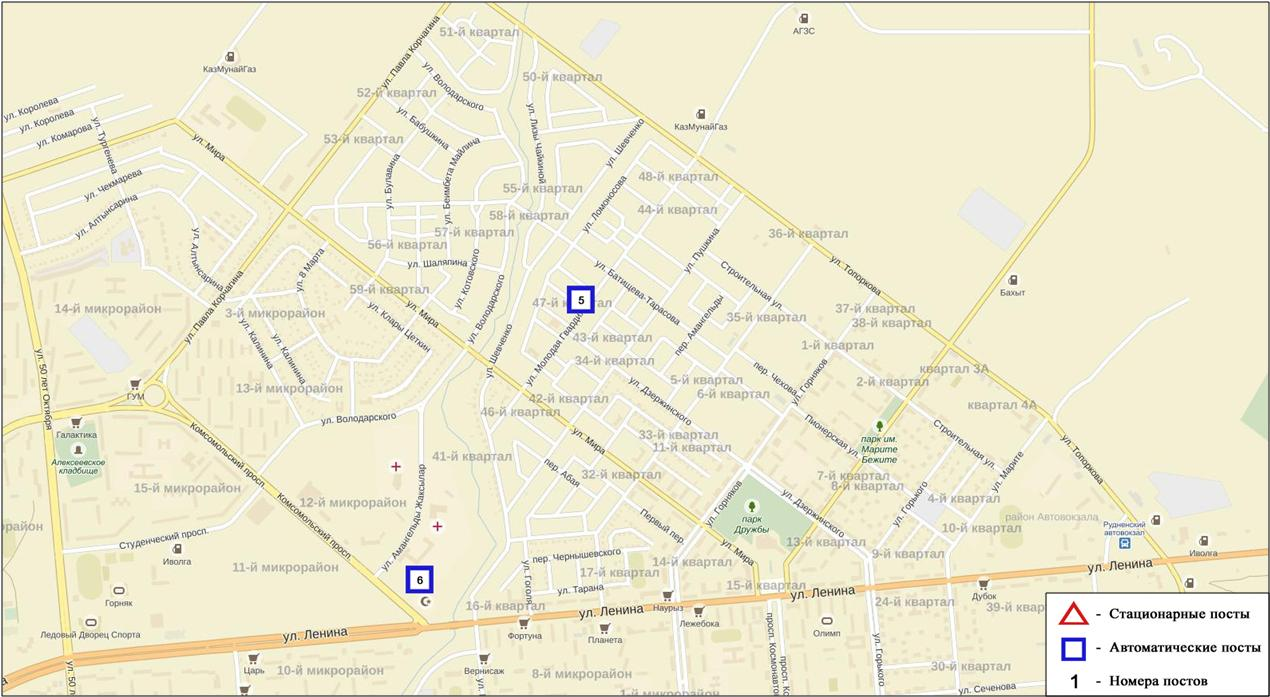 51-й квартал
АГЗС
ул. Павла Корчагина
КазМунайГаз
50-й квартал
ул. Володарского
52-й квартал
ул. Королева
ул. Королева
ул. Комарова
ул. Тургенева
ул. Мира
53-й квартал
ул. Бабушкина
ул. Лизы Чайкиной
ул. Шевченко
КазМунайГаз
ул. Чекмарева
ул. Булавина
ул. Беимбета Майлина
55-й квартал
48-й квартал
ул. Ломоносова
ул. Алтынсарина
58-й квартал
44-й квартал
57-й квартал
36-й квартал
56-й квартал
ул. Алтынсарина
ул. 8 Марта
ул. Шаляпина
ул. Пушкина
ул. Топоркова
ул. Котовского
ул. Батищева-Тарасова
Строительная ул.
Бахыт
59-й квартал
47-й квартал
5
14-й микрорайон
3-й микрорайон
ул. Павла Корчагина
ул. Клары Цеткин
ул. Мира
ул. Володарского
пер. Амангельды
37-й квартал
35-й квартал
38-й квартал
ул. Калинина
ул. Калинина
ул. Шевченко
ул. Молодая Гвардия
43-й квартал
1-й квартал
34-й квартал
ул. 50 лет Октября
квартал 3А
5-й квартал
пер. Чехова
ул. Горняков
2-й квартал
ГУМ
13-й микрорайон
6-й квартал
ул. Дзержинского
42-й квартал
квартал 4А
46-й квартал
ул. Володарского
Галактика
Комсомольский просп.
Пионерская ул.
Строительная ул.
33-й квартал
11-й квартал
ул. Мира
парк им.
Марите
Бежите
ул. Топоркова
Алексеевское
кладбище
41-й квартал
пер. Абая
32-й квартал
7-й квартал
8-й квартал
ул. Марите
15-й микрорайон
12-й микрорайон
ул. Амангельды Жаксылар
ул. Горняков
ул. Дзержинского
ул. Горького
4-й квартал
Комсомольский просп.
Первый пер.
парк
Дружбы
район Автовокзала
10-й квартал
Рудненский
автовокзал
Студенческий просп.
13-й квартал
9-й квартал
Иволга
пер. Чернышевского
ул. Мира
14-й квартал
Иволга
11-й микрорайон
17-й квартал
ул. Ленина
6
ул. Гоголя
ул. Тарана
15-й квартал
Дубок
Горняк
16-й квартал
ул. Ленина
Наурыз
ул. Ленина
24-й квартал
Лежебока
Ледовый Дворец Спорта
ул. Ленина
Фортуна
Планета
Олимп
просп. Космонавтов
ул. Горького
Царь
10-й микрорайон
Вернисаж
8-й микрорайон
30-й квартал
ул. Сеченова
- Стационарные посты
- Автоматические посты
1 - Номера постов